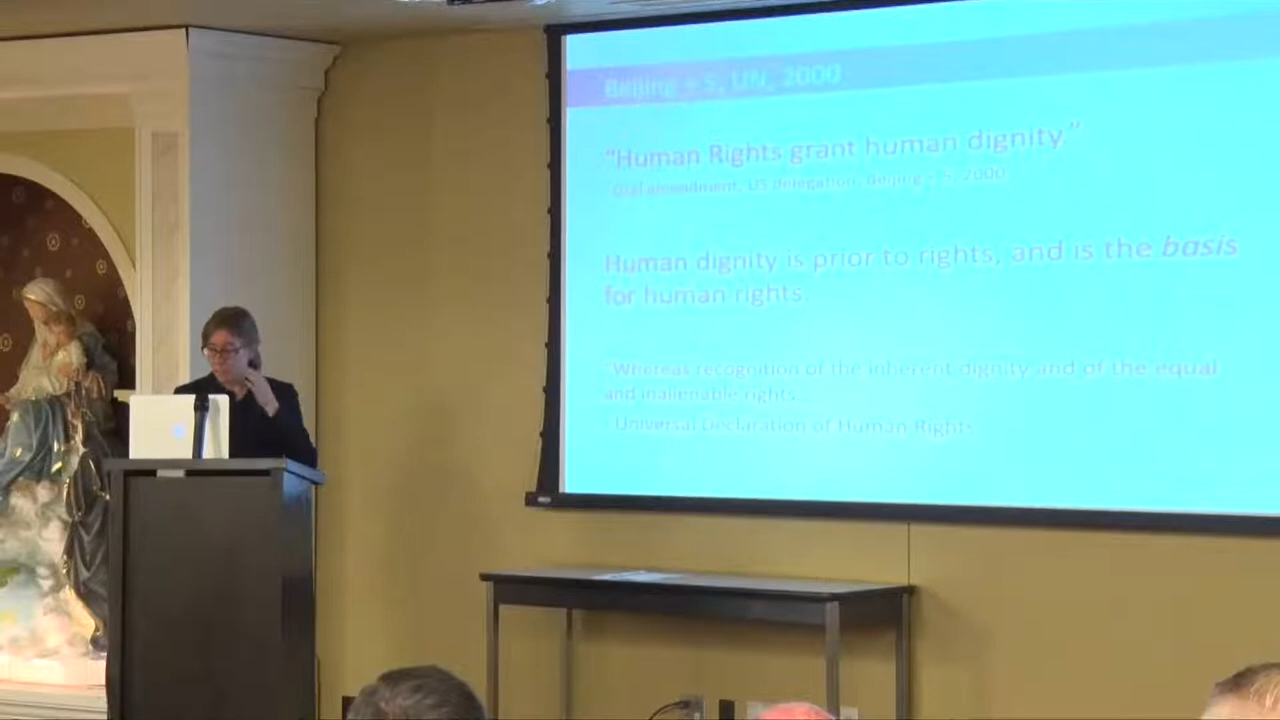 Beijing + 5, UN, 2000
“Human Rights grant human dignity.”
Oral amendment, US delegation, Beijing + 5, 2000
Human dignity is prior to rights, and is the basis
for human rights.
“Whereas recognition of the inherent dignity and of the equal
and inalienable rights...
Universal Declaration of Human Rights